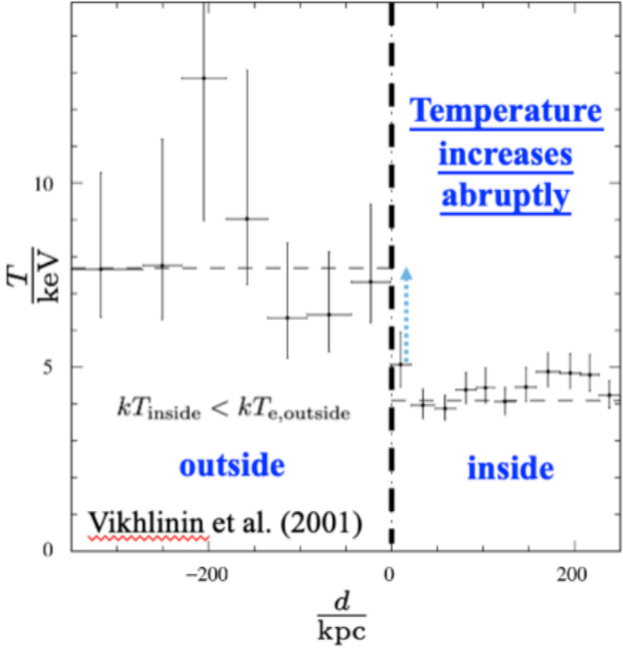 Temperature
increases
abruptly
10
T
keV
5
kT_inside < kT_e,outside
outside
inside
Vikhlinin et al. (2001)
0
−200
0
200
d
kpc